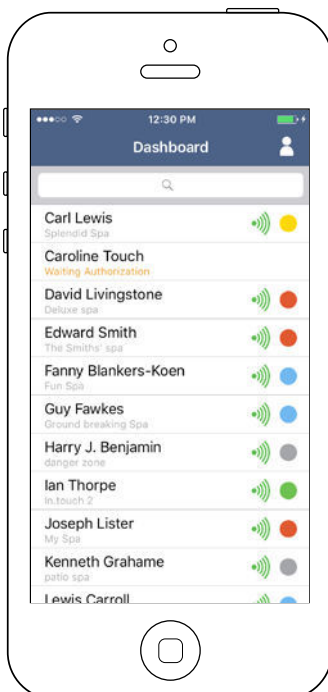 12:30 PM
Dashboard
Carl Lewis
Splendid Spa
Caroline Touch
Waiting Authorization
David Livingstone
Deluxe spa
Edward Smith
The Smiths' spa
Fanny Blankers-Koen
Fun Spa
Guy Fawkes
Ground breaking Spa
Harry J. Benjamin
danger zone
Ian Thorpe
In.touch 2
Joseph Lister
My Spa
Kenneth Grahame
patio spa
Lewis Carroll